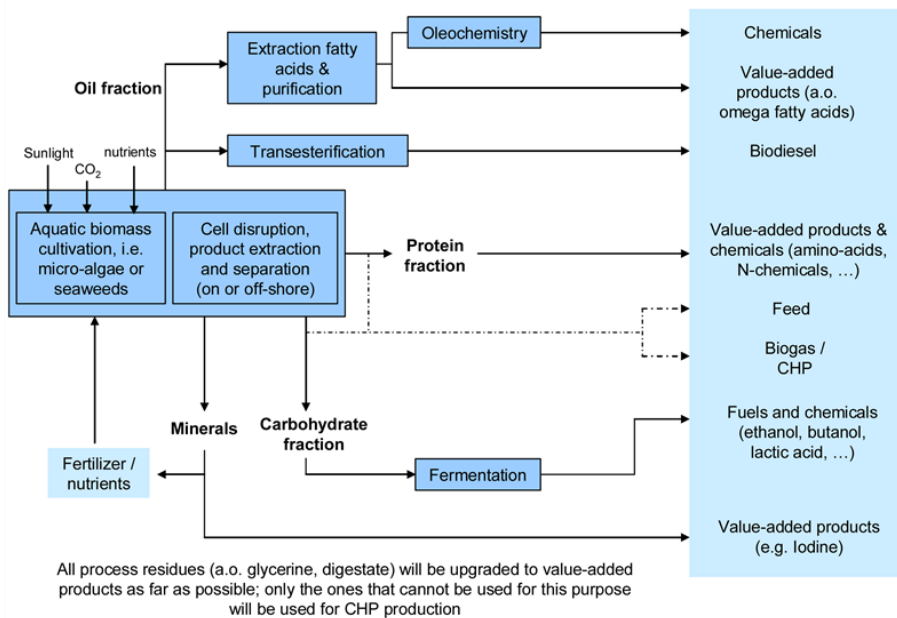 Oleochemistry
Chemicals
Extraction fatty
acids &
purification
Oil fraction
Value-added
products (a.o.
omega fatty acids)
Sunlight
CO₂
nutrients
Transesterification
Biodiesel
Aquatic biomass
cultivation, i.e.
micro-algae or
seaweeds
Cell disruption,
product extraction
and separation
(on or off-shore)
Protein
fraction
Value-added products &
chemicals (amino-acids,
N-chemicals, ...)
Feed
Biogas /
CHP
Minerals
Carbohydrate
fraction
Fuels and chemicals
(ethanol, butanol,
lactic acid, ...)
Fertilizer /
nutrients
Fermentation
Value-added products
(e.g. Iodine)
All process residues (a.o. glycerine, digestate) will be upgraded to value-added
products as far as possible; only the ones that cannot be used for this purpose
will be used for CHP production